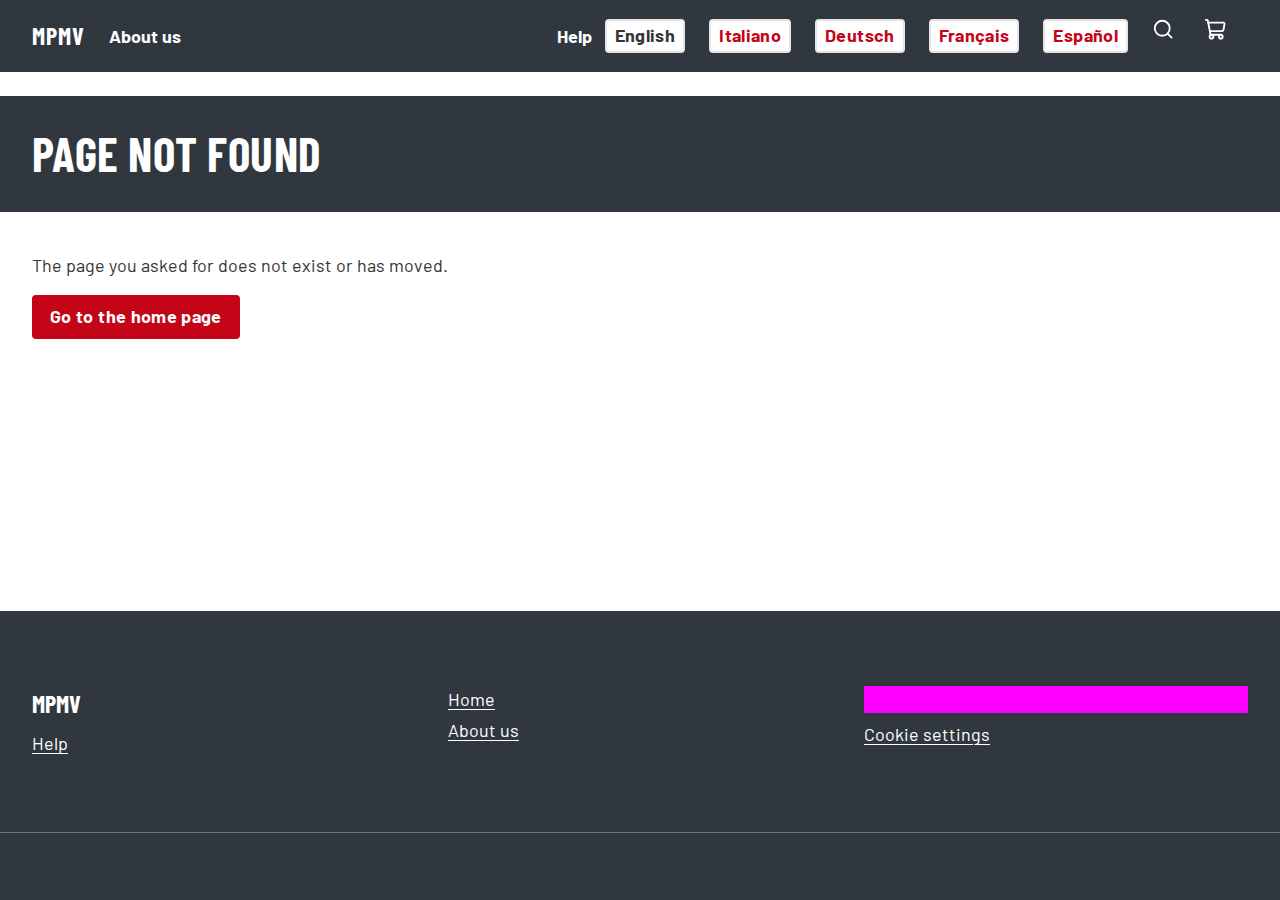 MPMV About us Help English Italiano Deutsch Français Español
PAGE NOT FOUND
The page you asked for does not exist or has moved.
Go to the home page
MPMV
Help
Home
About us
Cookie settings